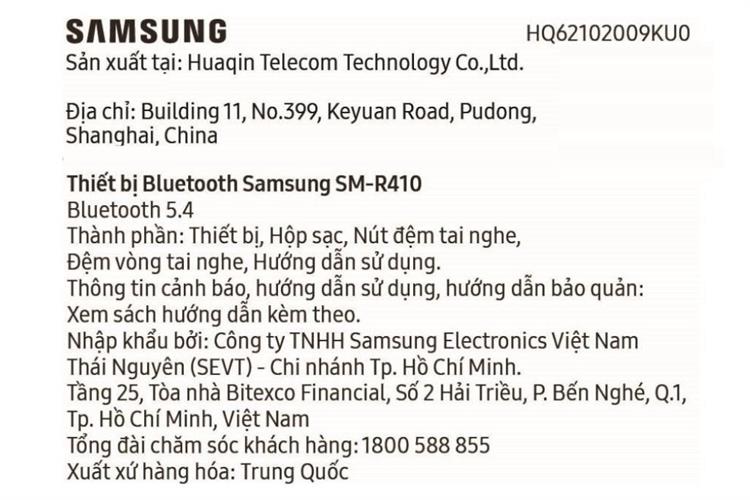 SAMSUNG HQ62102009KU0
Sản xuất tại: Huaqin Telecom Technology Co.,Ltd.
Địa chỉ: Building 11, No.399, Keyuan Road, Pudong,
Shanghai, China
Thiết bị Bluetooth Samsung SM-R410
Bluetooth 5.4
Thành phần: Thiết bị, Hộp sạc, Nút đệm tai nghe,
Đệm vòng tai nghe, Hướng dẫn sử dụng.
Thông tin cảnh báo, hướng dẫn sử dụng, hướng dẫn bảo quản:
Xem sách hướng dẫn kèm theo.
Nhập khẩu bởi: Công ty TNHH Samsung Electronics Việt Nam
Thái Nguyên (SEVT) - Chi nhánh Tp. Hồ Chí Minh.
Tầng 25, Tòa nhà Bitexco Financial, Số 2 Hải Triều, P. Bến Nghé, Q.1,
Tp. Hồ Chí Minh, Việt Nam
Tổng đài chăm sóc khách hàng: 1800 588 855
Xuất xứ hàng hóa: Trung Quốc